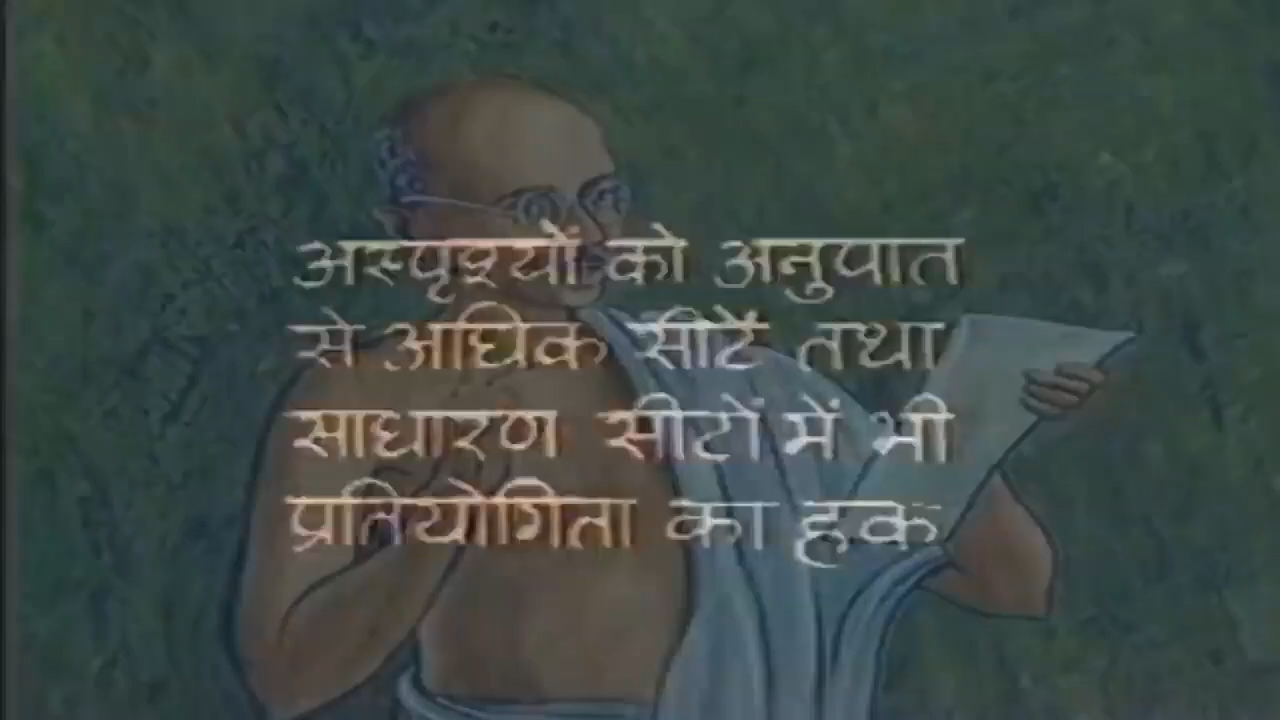 अस्पृश्यों को अनुपात
से अधिक सीटें तथा
साधारण सीटों में भी
प्रतियोगिता का हक